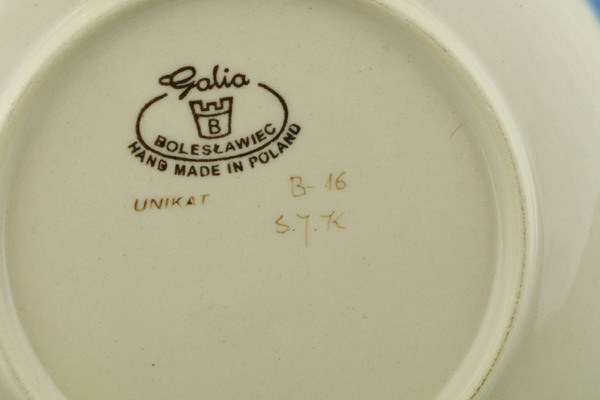 Galia
B
BOLESŁAWIEC
HAND MADE IN POLAND
UNIKAT
B-16
S.J.K